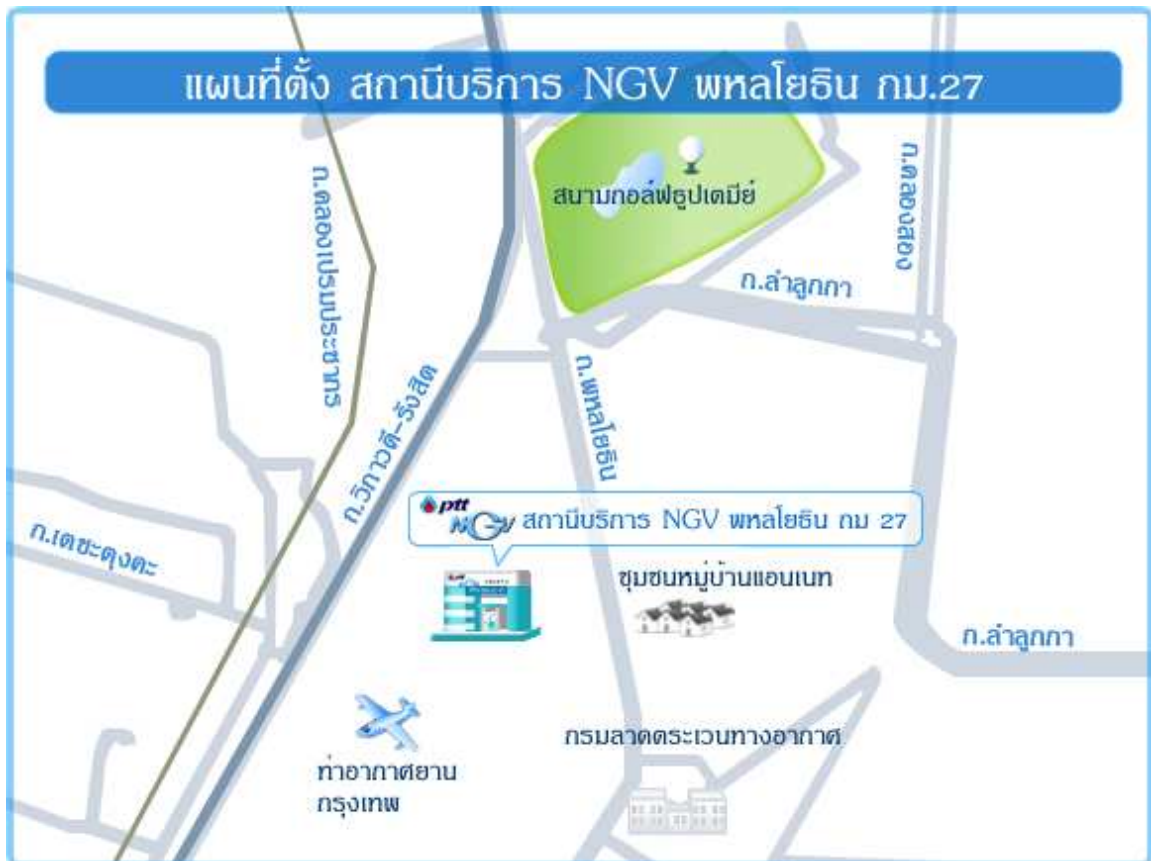 แผนที่ตั้ง สถานีบริการ NGV พหลโยธิน กม.27
สนามกอล์ฟธูปเตมีย์
ถ.คลองสอง
ถ.คลองเปรมประชากร
ถ.ลำลูกกา
ถ.พหลโยธิน
ถ.วิภาวดี-รังสิต
ptt
NGV สถานีบริการ NGV พหลโยธิน กม 27
ถ.เดชะตุงคะ
ชุมชนหมู่บ้านแอนเนท
ถ.ลำลูกกา
กรมลาดตระเวนทางอากาศ
ท่าอากาศยาน
กรุงเทพ